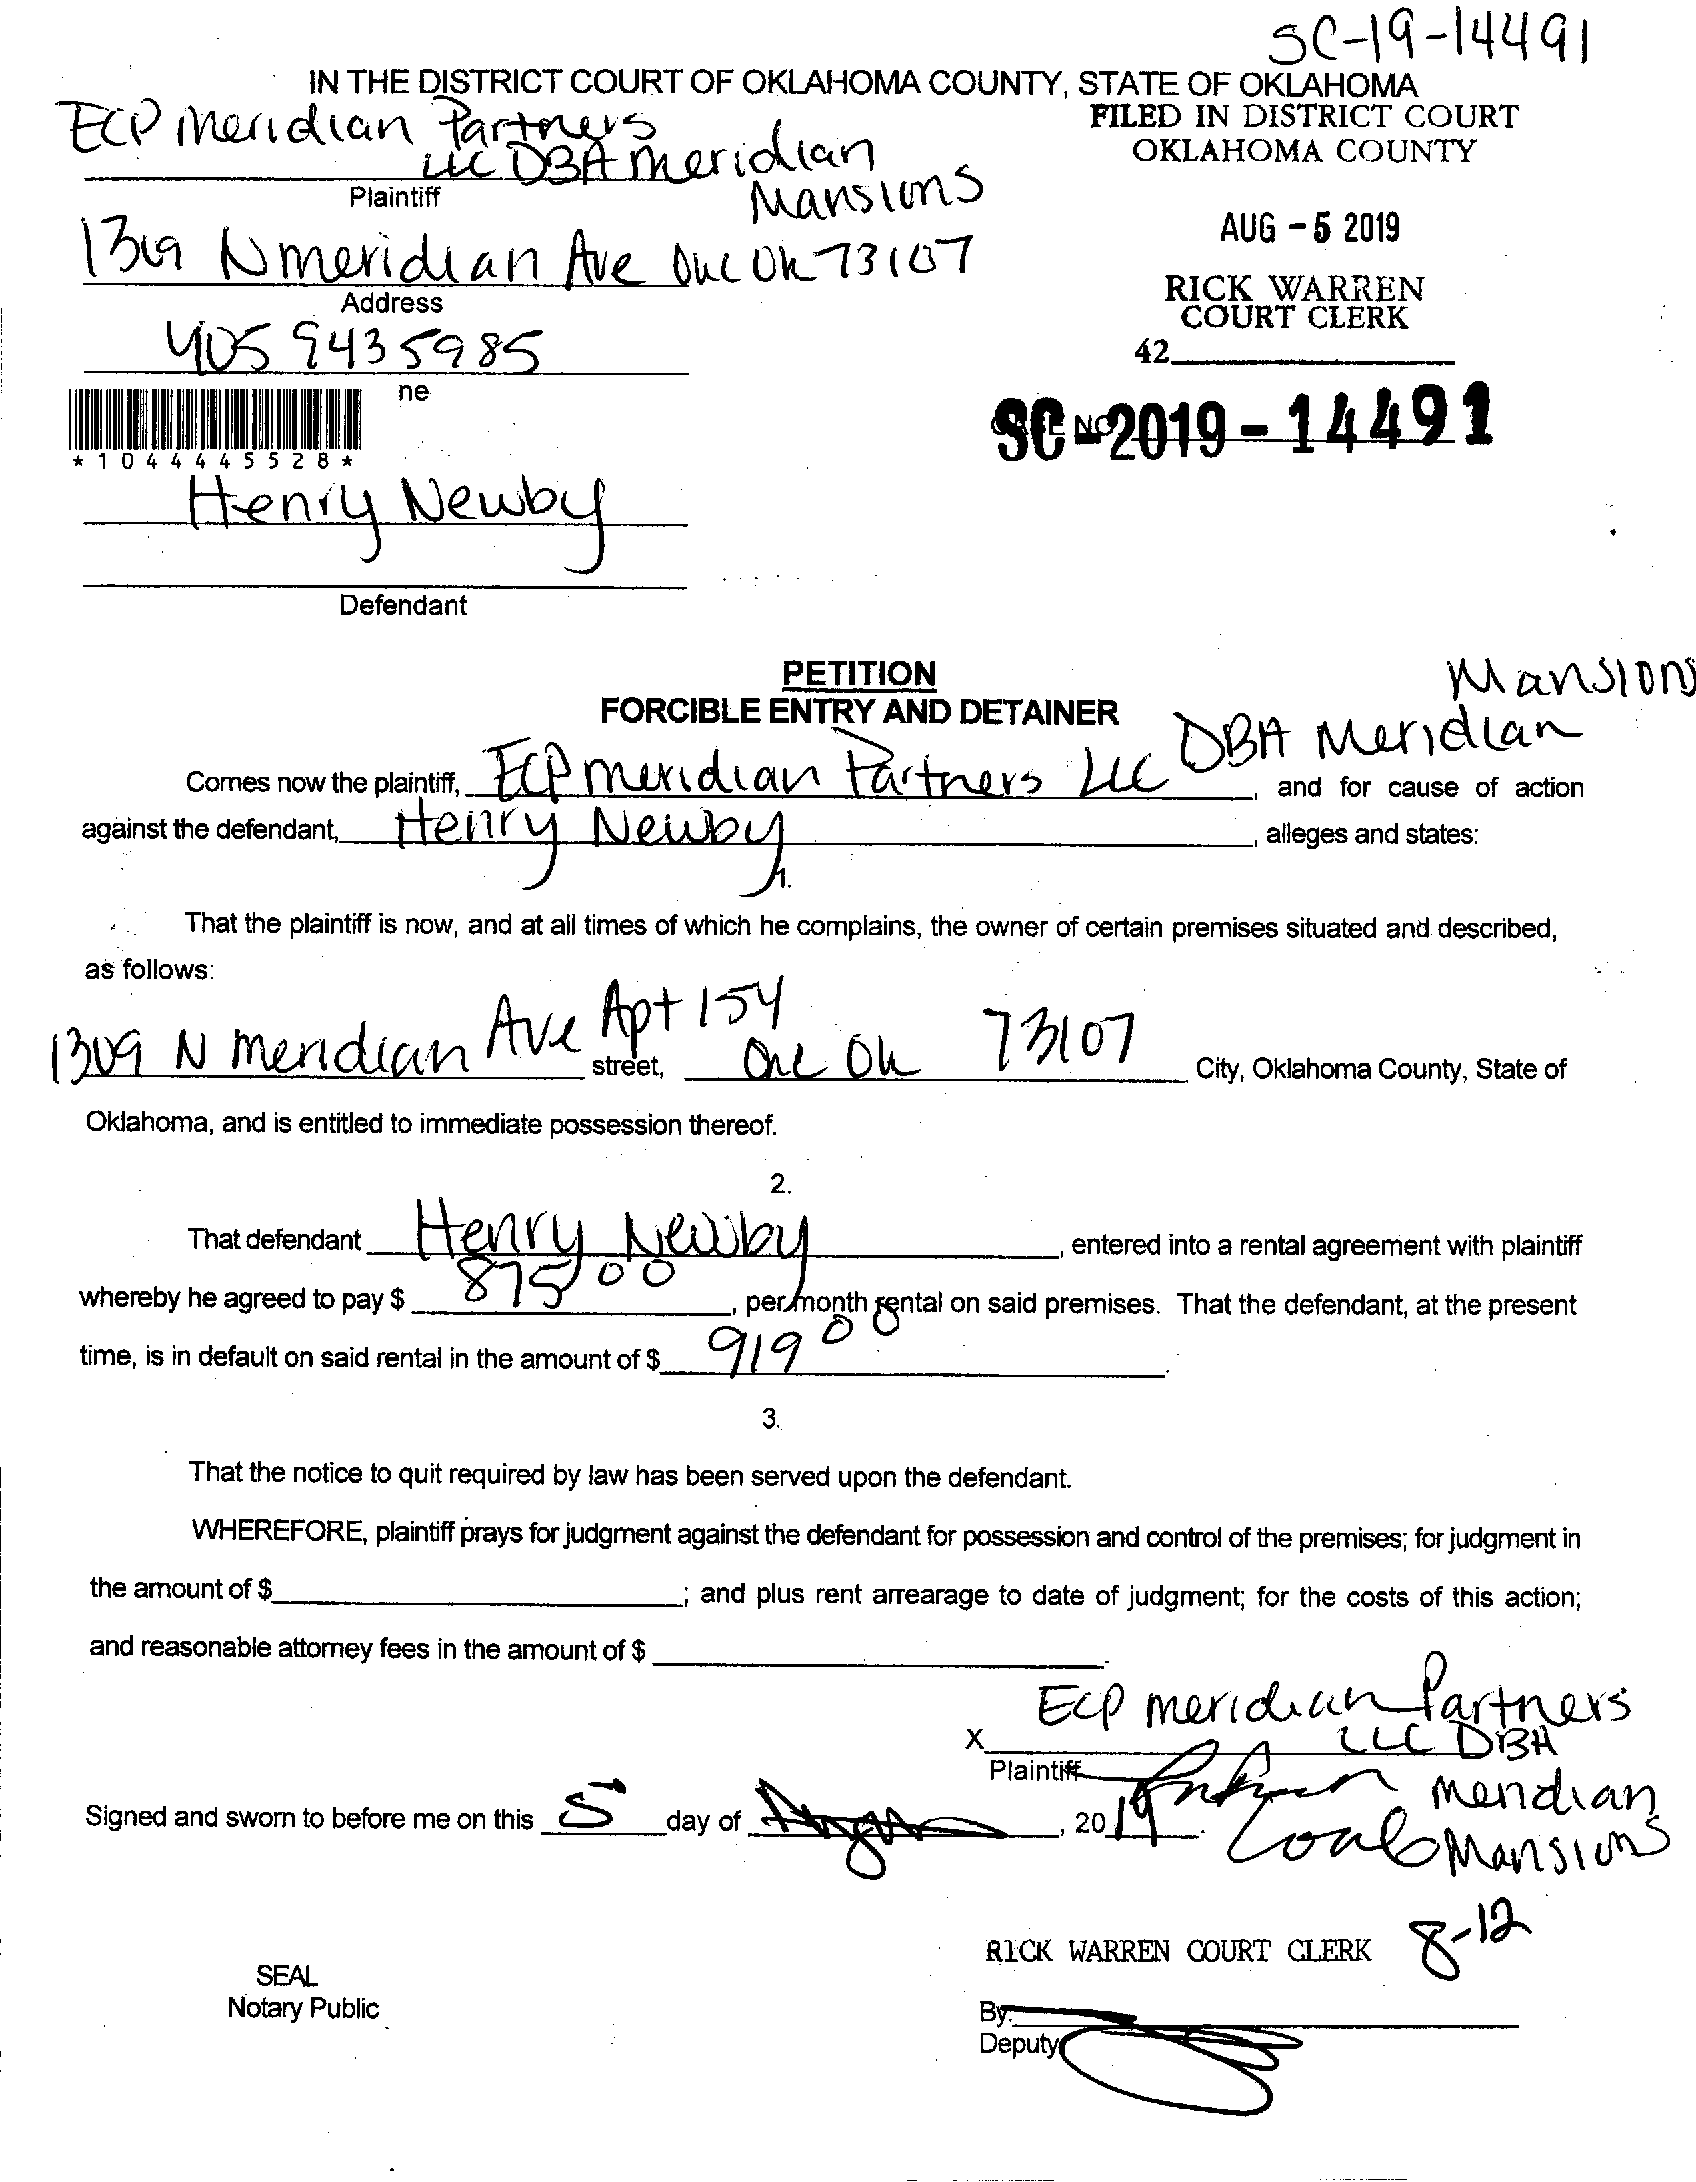 SC-19-14491
IN THE DISTRICT COURT OF OKLAHOMA COUNTY, STATE OF OKLAHOMA
FILED IN DISTRICT COURT
OKLAHOMA COUNTY
ECP Meridian Partners
LLC DBA Meridian
Mansions
Plaintiff
AUG - 5 2019
N Meridian Ave OKC OK 73107
Address
RICK WARREN
COURT CLERK
405 943 5985
42
ne
SC-2019-14491
*1044445528*
Henry Newby
Defendant
PETITION
FORCIBLE ENTRY AND DETAINER
Mansions
DBA Meridian
Comes now the plaintiff, ECP Meridian Partners LLC, and for cause of action
against the defendant, Henry Newby, alleges and states:
1.
That the plaintiff is now, and at all times of which he complains, the owner of certain premises situated and described,
as follows:
1309 N Meridian Ave Apt 154 street, OKC OK 73107 City, Oklahoma County, State of
Oklahoma, and is entitled to immediate possession thereof.
2.
That defendant Henry Newby, entered into a rental agreement with plaintiff
whereby he agreed to pay $ 875 00, per month rental on said premises. That the defendant, at the present
time, is in default on said rental in the amount of $ 919 00.
3.
That the notice to quit required by law has been served upon the defendant.
WHEREFORE, plaintiff prays for judgment against the defendant for possession and control of the premises; for judgment in
the amount of $ ; and plus rent arrearage to date of judgment; for the costs of this action;
and reasonable attorney fees in the amount of $ .
ECP Meridian Partners
X LLC DBA
Plaintiff
Meridian
Mansions
Signed and sworn to before me on this 5 day of August, 2019.
8-12
RICK WARREN COURT CLERK
SEAL
Notary Public
By:
Deputy